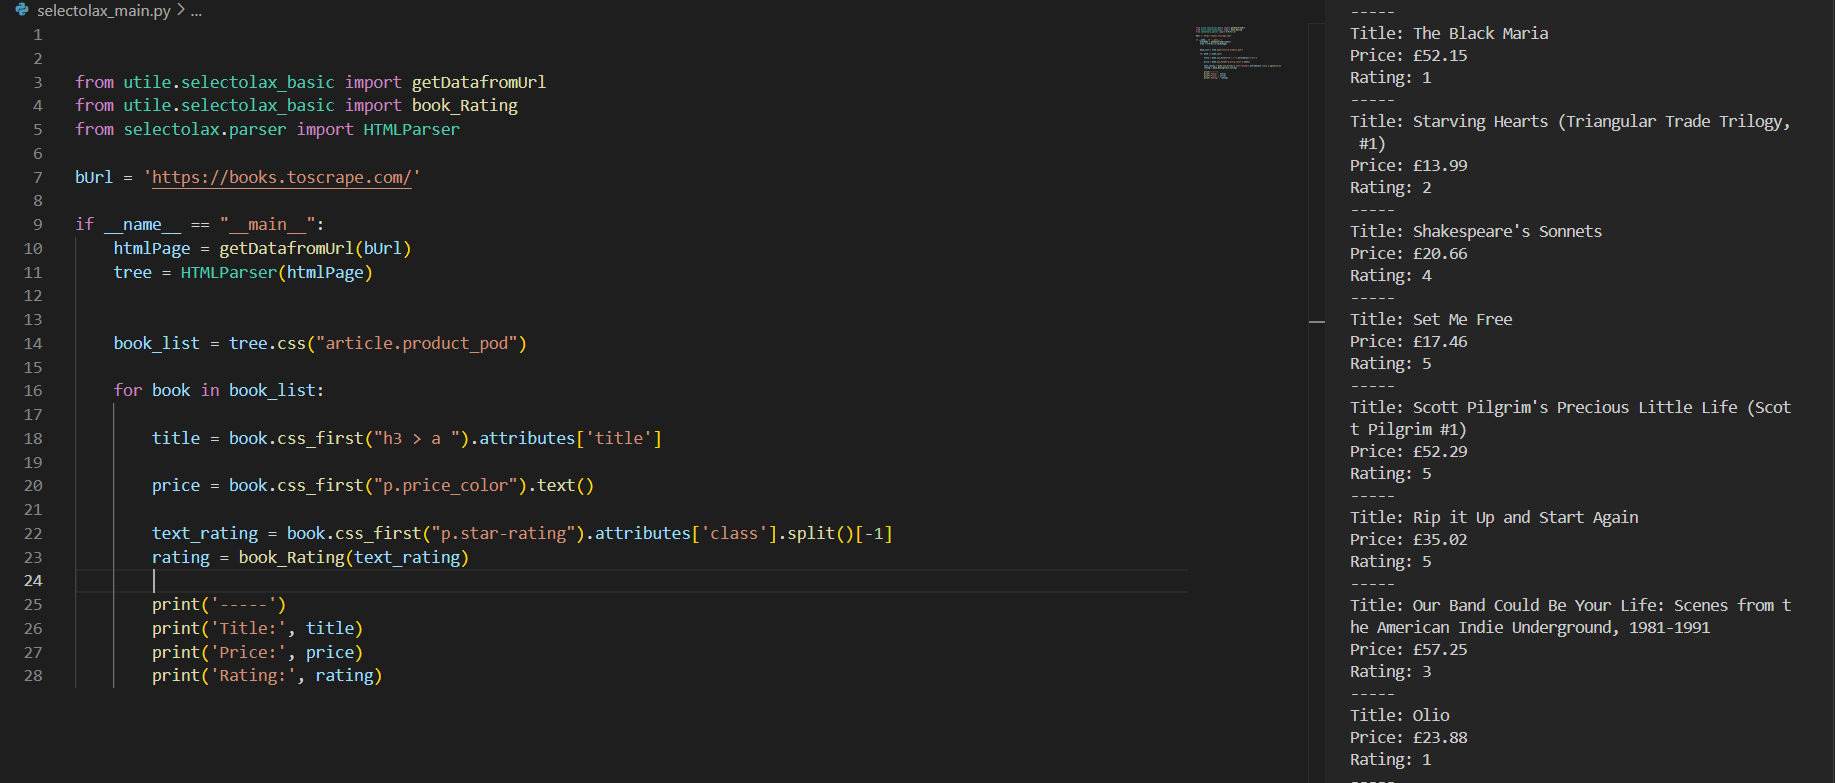 selectolax_main.py > ...
1
2
3 from utile.selectolax_basic import getDatafromUrl
4 from utile.selectolax_basic import book_Rating
5 from selectolax.parser import HTMLParser
6
7 bUrl = 'https://books.toscrape.com/'
8
9 if __name__ == "__main__":
10 htmlPage = getDatafromUrl(bUrl)
11 tree = HTMLParser(htmlPage)
12
13
14 book_list = tree.css("article.product_pod")
15
16 for book in book_list:
17
18 title = book.css_first("h3 > a ").attributes['title']
19
20 price = book.css_first("p.price_color").text()
21
22 text_rating = book.css_first("p.star-rating").attributes['class'].split()[-1]
23 rating = book_Rating(text_rating)
24
25 print('-----')
26 print('Title:', title)
27 print('Price:', price)
28 print('Rating:', rating)
-----
Title: The Black Maria
Price: £52.15
Rating: 1
-----
Title: Starving Hearts (Triangular Trade Trilogy,
#1)
Price: £13.99
Rating: 2
-----
Title: Shakespeare's Sonnets
Price: £20.66
Rating: 4
-----
Title: Set Me Free
Price: £17.46
Rating: 5
-----
Title: Scott Pilgrim's Precious Little Life (Scot
t Pilgrim #1)
Price: £52.29
Rating: 5
-----
Title: Rip it Up and Start Again
Price: £35.02
Rating: 5
-----
Title: Our Band Could Be Your Life: Scenes from t
he American Indie Underground, 1981-1991
Price: £57.25
Rating: 3
-----
Title: Olio
Price: £23.88
Rating: 1
-----